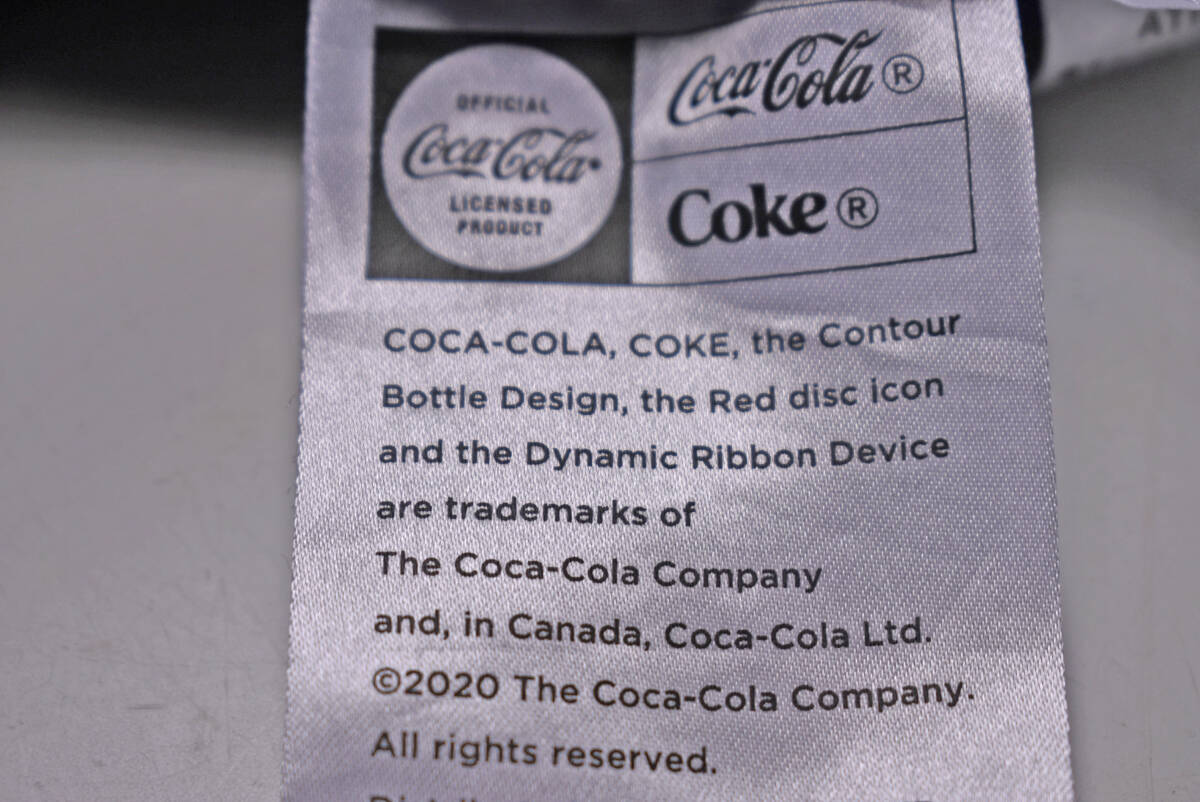 OFFICIAL
Coca-Cola
LICENSED
PRODUCT
Coca-Cola®
Coke®
COCA-COLA, COKE, the Contour
Bottle Design, the Red disc icon
and the Dynamic Ribbon Device
are trademarks of
The Coca-Cola Company
and, in Canada, Coca-Cola Ltd.
©2020 The Coca-Cola Company.
All rights reserved.